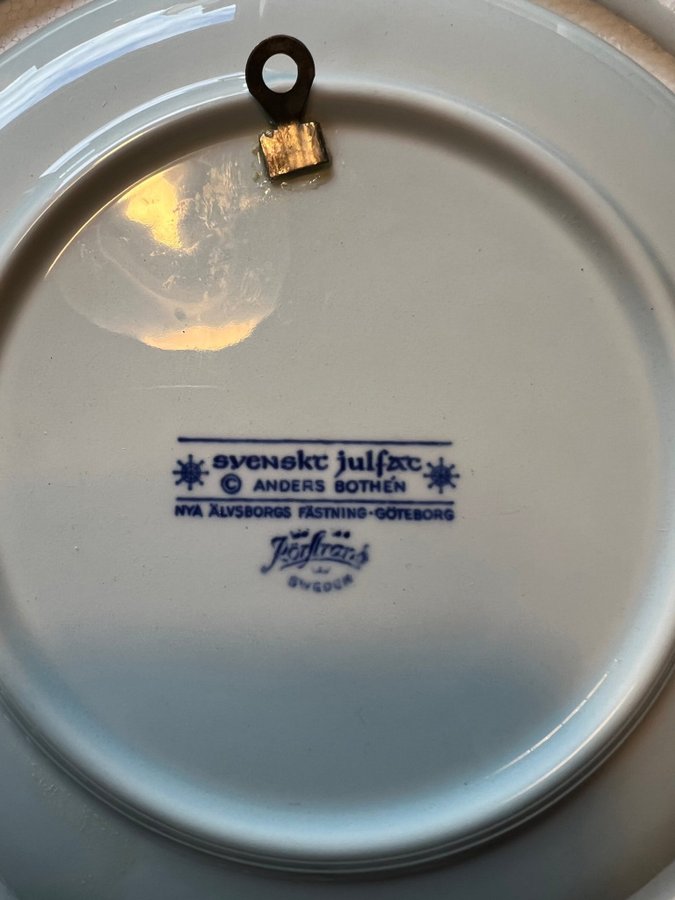 svenskt julfat
© ANDERS BOTHÉN
NYA ÄLVSBORGS FÄSTNING·GÖTEBORG
Rörstrand
SWEDEN